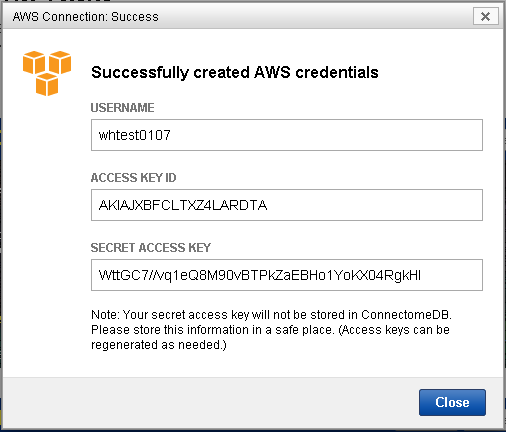 AWS Connection: Success
Successfully created AWS credentials
USERNAME
whtest0107
ACCESS KEY ID
AKIAJXBFCLTXZ4LARDTA
SECRET ACCESS KEY
WttGC7//vq1eQ8M90vBTPkZaEBHo1YoKX04RgkHl
Note: Your secret access key will not be stored in ConnectomeDB.
Please store this information in a safe place. (Access keys can be
regenerated as needed.)
Close